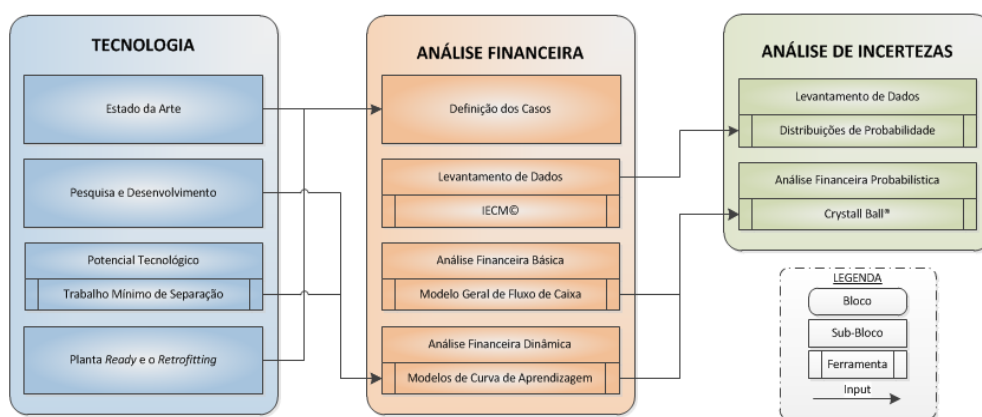 TECNOLOGIA
Estado da Arte
Pesquisa e Desenvolvimento
Potencial Tecnológico
Trabalho Mínimo de Separação
Planta Ready e o Retrofitting
ANÁLISE FINANCEIRA
Definição dos Casos
Levantamento de Dados
IECM©
Análise Financeira Básica
Modelo Geral de Fluxo de Caixa
Análise Financeira Dinâmica
Modelos de Curva de Aprendizagem
ANÁLISE DE INCERTEZAS
Levantamento de Dados
Distribuições de Probabilidade
Análise Financeira Probabilística
Crystall Ball®
LEGENDA
Bloco
Sub-Bloco
Ferramenta
Input